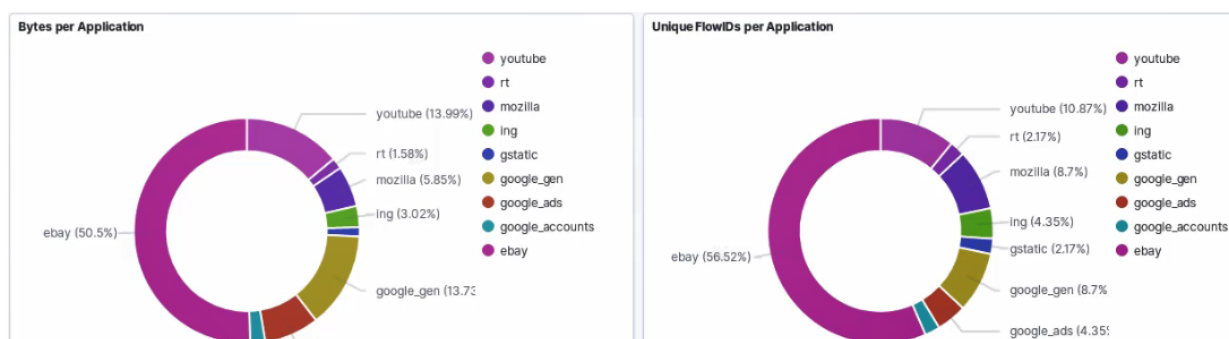 Bytes per Application
youtube
rt
mozilla
ing
gstatic
google_gen
google_ads
google_accounts
ebay
youtube (13.99%)
rt (1.58%)
mozilla (5.85%)
ing (3.02%)
google_gen (13.73
ebay (50.5%)
Unique FlowIDs per Application
youtube
rt
mozilla
ing
gstatic
google_gen
google_ads
google_accounts
ebay
youtube (10.87%)
rt (2.17%)
mozilla (8.7%)
ing (4.35%)
gstatic (2.17%)
google_gen (8.7%
google_ads (4.35
ebay (56.52%)